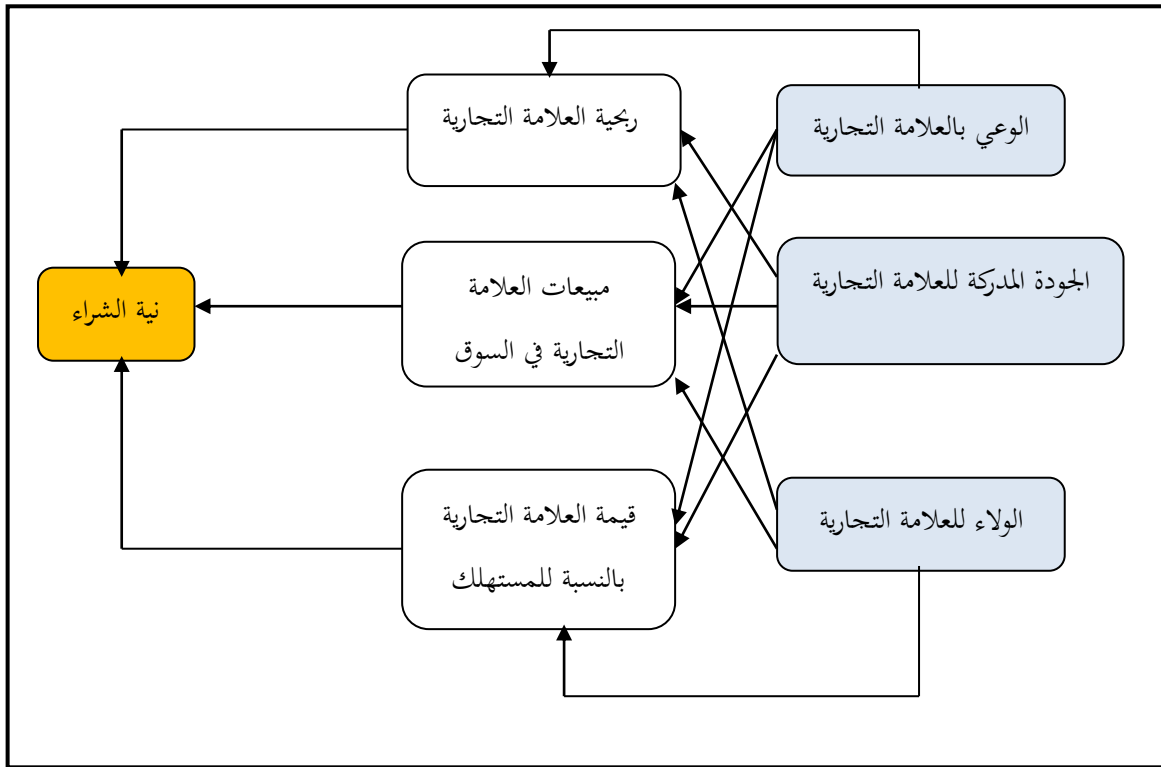 الوعي بالعلامة التجارية
ربحية العلامة التجارية
الجودة المدركة للعلامة التجارية
مبيعات العلامة
التجارية في السوق
نية الشراء
الولاء للعلامة التجارية
قيمة العلامة التجارية
بالنسبة للمستهلك